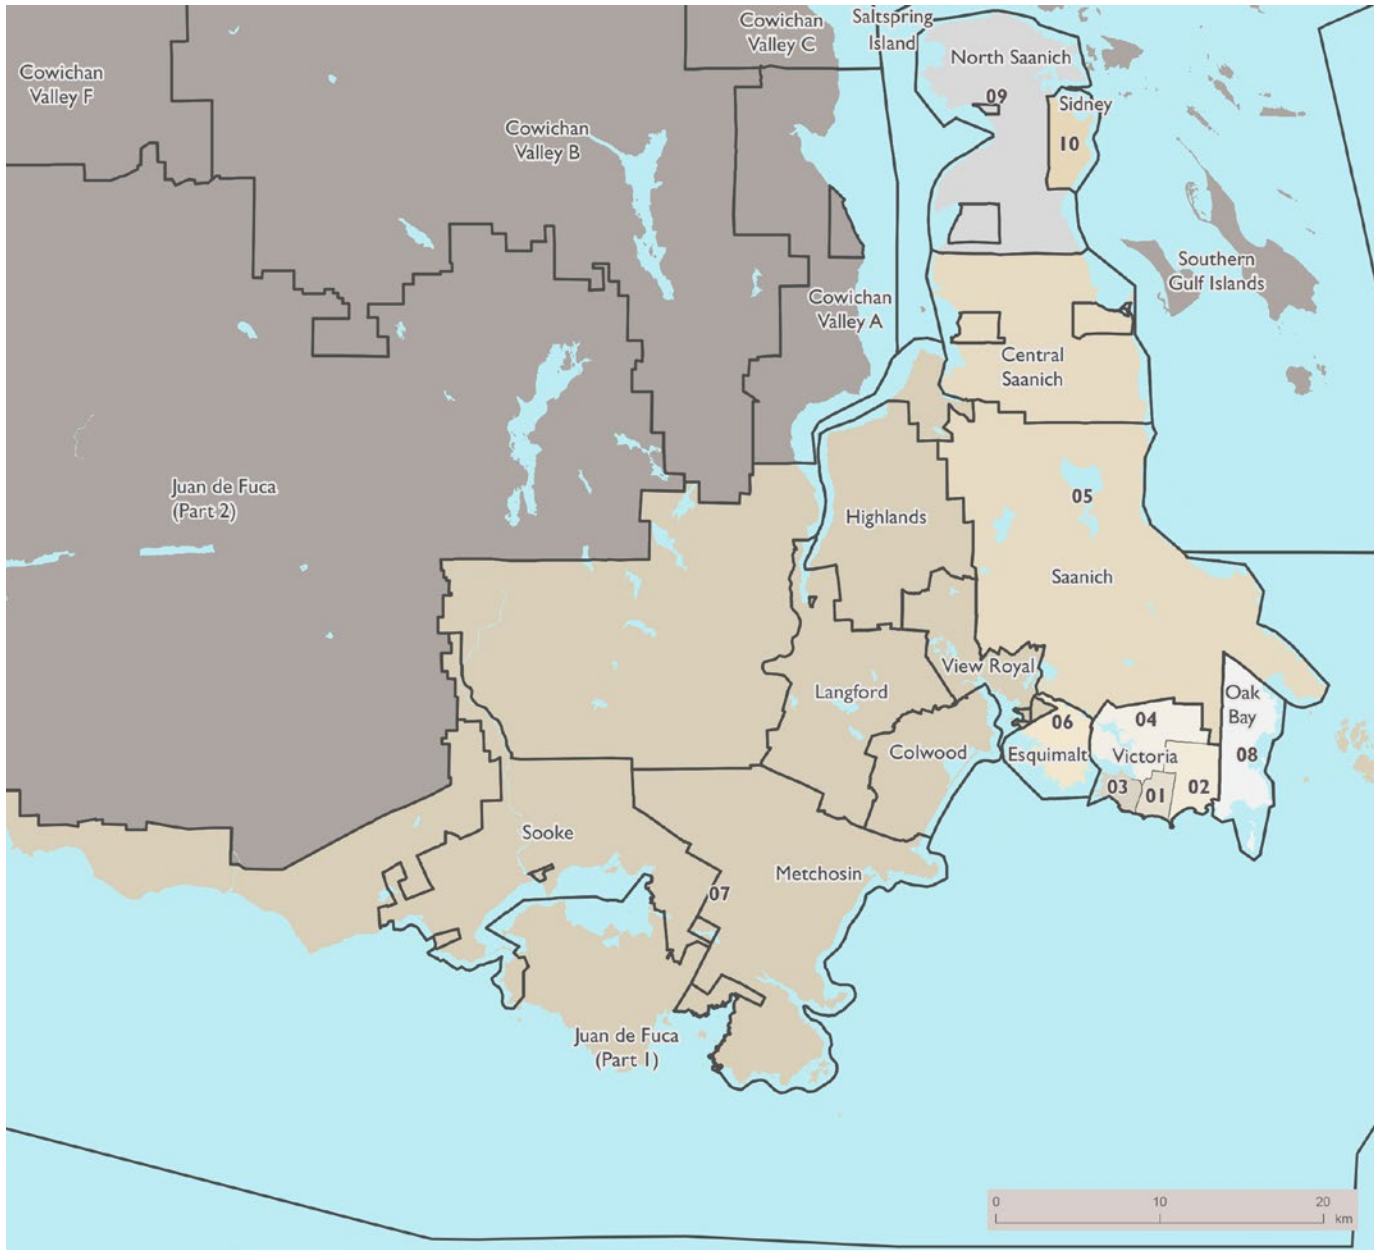 Cowichan
Valley C
Saltspring
Island
North Saanich
Cowichan
Valley F
09
Sidney
Cowichan
Valley B
10
Southern
Gulf Islands
Cowichan
Valley A
Central
Saanich
Juan de Fuca
(Part 2)
05
Highlands
Saanich
View Royal
Langford
Oak
Bay
06
04
Colwood
Esquimalt
Victoria
08
03
01
02
Sooke
Metchosin
07
Juan de Fuca
(Part 1)
0
10
20
km